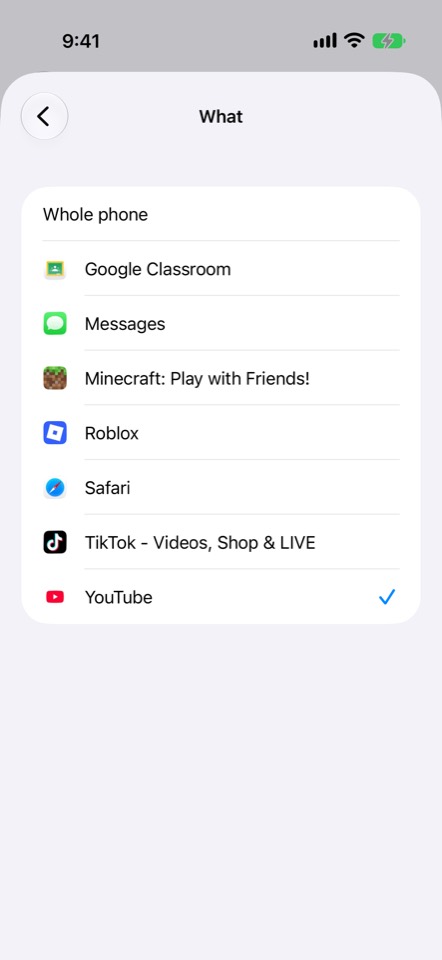 9:41
What
Whole phone
Google Classroom
Messages
Minecraft: Play with Friends!
Roblox
Safari
TikTok - Videos, Shop & LIVE
YouTube